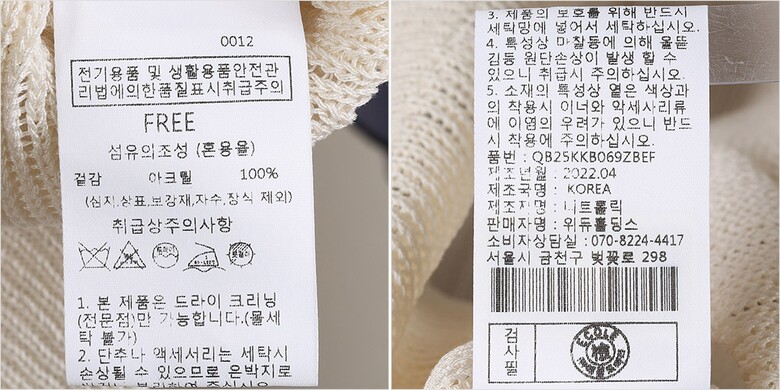 0012
전기용품 및 생활용품안전관
리법에의한품질표시취급주의
FREE
섬유의조성 (혼용율)
겉감 아크릴 100%
(심지,상표,보강재,자수,장식 제외)
취급상주의사항
1. 본 제품은 드라이 크리닝
(전문점)만 가능합니다.(물세
탁 불가)
2. 단추나 액세서리는 세탁시
손상될 수 있으므로 은박지로
3. 제품의 보호를 위해 반드시
세탁망에 넣어서 세탁하십시오.
4. 특성상 마찰등에 의해 올뜯
김등 원단손상이 발생 할 수
있으니 취급시 주의하십시오.
5. 소재의 특성상 옅은 색상과
의 착용시 이너와 악세사리류
에 이염의 우려가 있으니 반드
시 착용에 주의하십시오.
품번 : QB25KKB069ZBEF
제조년월 : 2022.04
제조국명 : KOREA
제조자명 : 니트홀릭
판매자명 : 위듀홀딩스
소비자상담실 : 070-8224-4417
서울시 금천구 벚꽃로 298
검사필